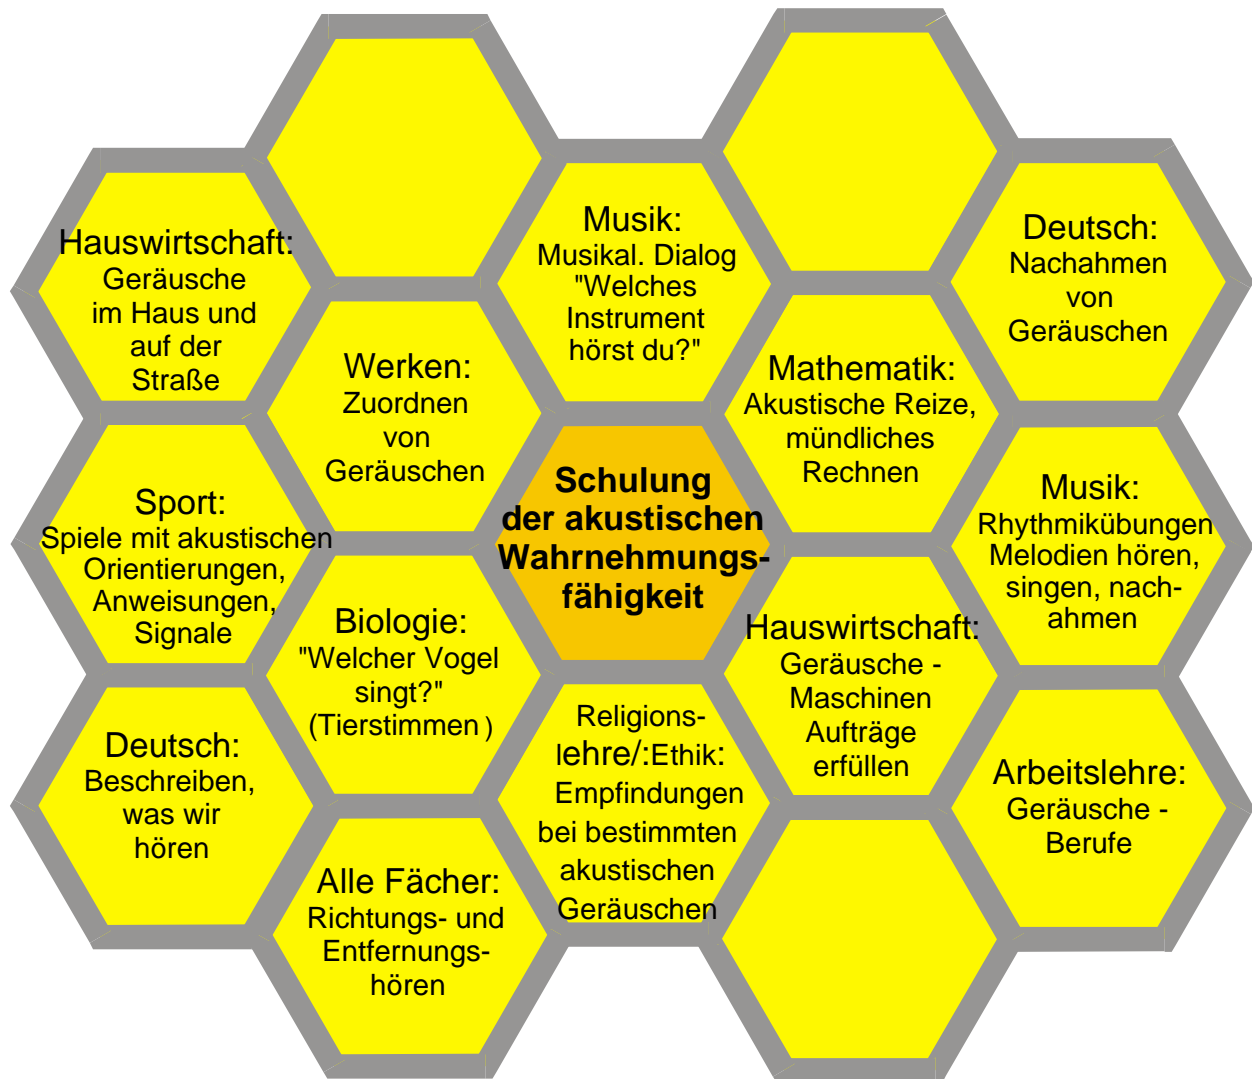 Hauswirtschaft:
Geräusche
im Haus und
auf der
Straße
Musik:
Musikal. Dialog
"Welches
Instrument
hörst du?"
Deutsch:
Nachahmen
von
Geräuschen
Werken:
Zuordnen
von
Geräuschen
Mathematik:
Akustische Reize,
mündliches
Rechnen
Sport:
Spiele mit akustischen
Orientierungen,
Anweisungen,
Signale
Schulung
der akustischen
Wahrnehmungs-
fähigkeit
Musik:
Rhythmikübungen
Melodien hören,
singen, nach-
ahmen
Biologie:
"Welcher Vogel
singt?"
(Tierstimmen)
Hauswirtschaft:
Geräusche -
Maschinen
Aufträge
erfüllen
Deutsch:
Beschreiben,
was wir
hören
Religions-
lehre/:Ethik:
Empfindungen
bei bestimmten
akustischen
Geräuschen
Arbeitslehre:
Geräusche -
Berufe
Alle Fächer:
Richtungs- und
Entfernungs-
hören